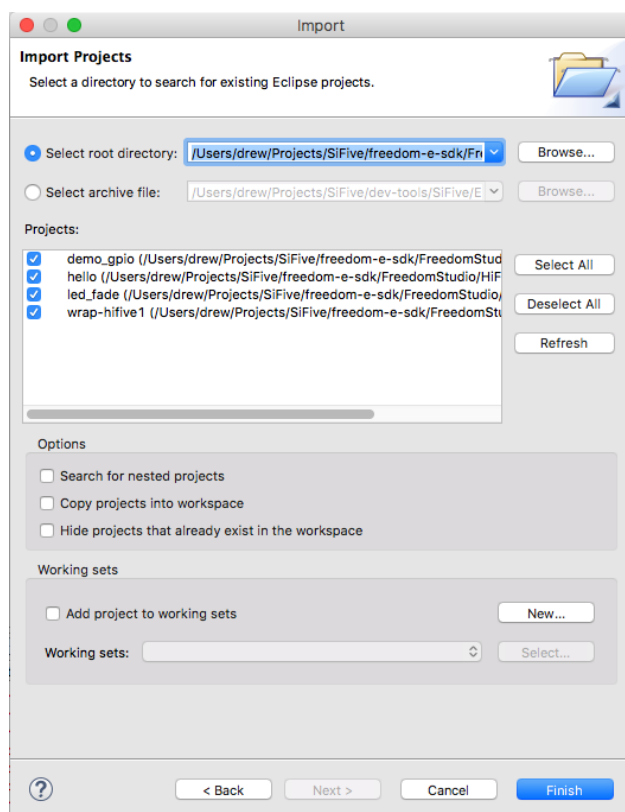 Import
Import Projects
Select a directory to search for existing Eclipse projects.
Select root directory: /Users/drew/Projects/SiFive/freedom-e-sdk/Fre Browse...
Select archive file: /Users/drew/Projects/SiFive/dev-tools/SiFive/E Browse...
Projects:
demo_gpio (/Users/drew/Projects/SiFive/freedom-e-sdk/FreedomStud
hello (/Users/drew/Projects/SiFive/freedom-e-sdk/FreedomStudio/HiF
led_fade (/Users/drew/Projects/SiFive/freedom-e-sdk/FreedomStudio/
wrap-hifive1 (/Users/drew/Projects/SiFive/freedom-e-sdk/FreedomStu
Select All
Deselect All
Refresh
Options
Search for nested projects
Copy projects into workspace
Hide projects that already exist in the workspace
Working sets
Add project to working sets New...
Working sets: Select...
? < Back Next > Cancel Finish